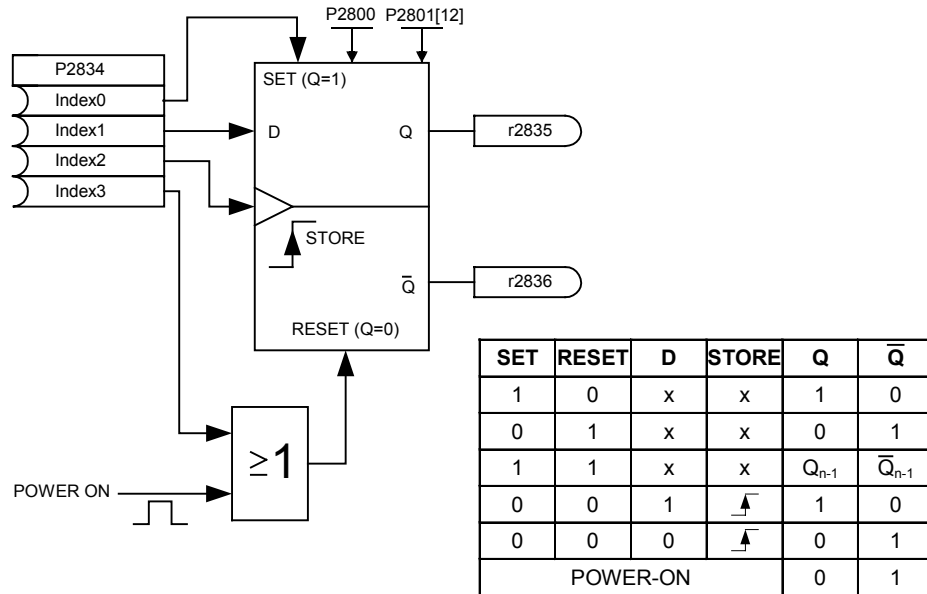 P2800 P2801[12]
P2834
Index0
Index1
Index2
Index3
SET (Q=1)
D Q
r2835
STORE
Q̅
r2836
RESET (Q=0)
≥1
POWER ON
SET RESET D STORE Q Q̅
1 0 x x 1 0
0 1 x x 0 1
1 1 x x Qn-1 Q̅n-1
0 0 1 1 0
0 0 0 0 1
POWER-ON 0 1